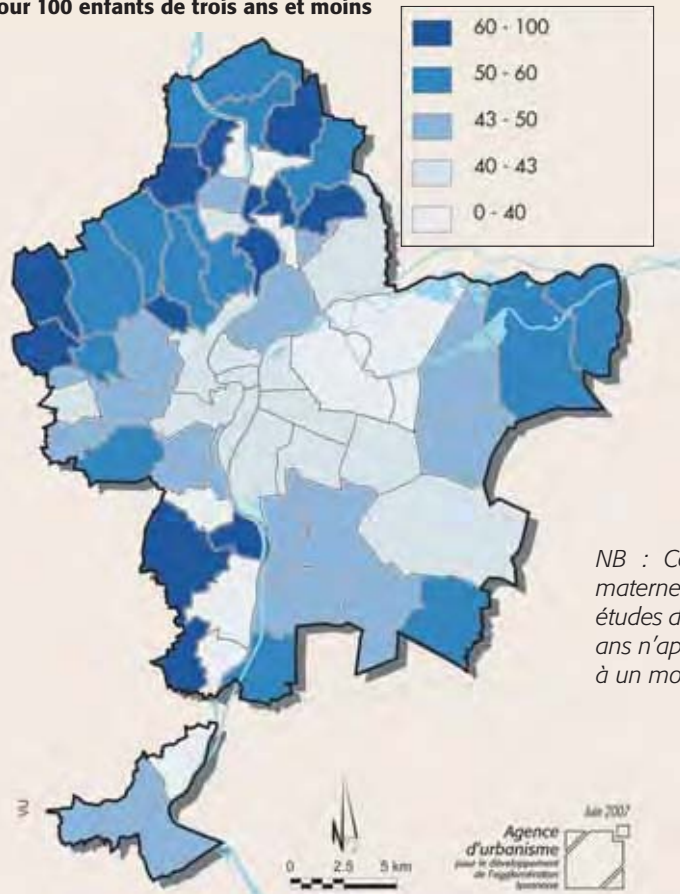 our 100 enfants de trois ans et moins
60 - 100
50 - 60
43 - 50
40 - 43
0 - 40
NB : C
materne
études d
ans n'ap
à un mo
VU
N
0 2.5 5 km
Juin 2007
Agence
d'urbanisme
pour le développement
de l'agglomération
lyonnaise